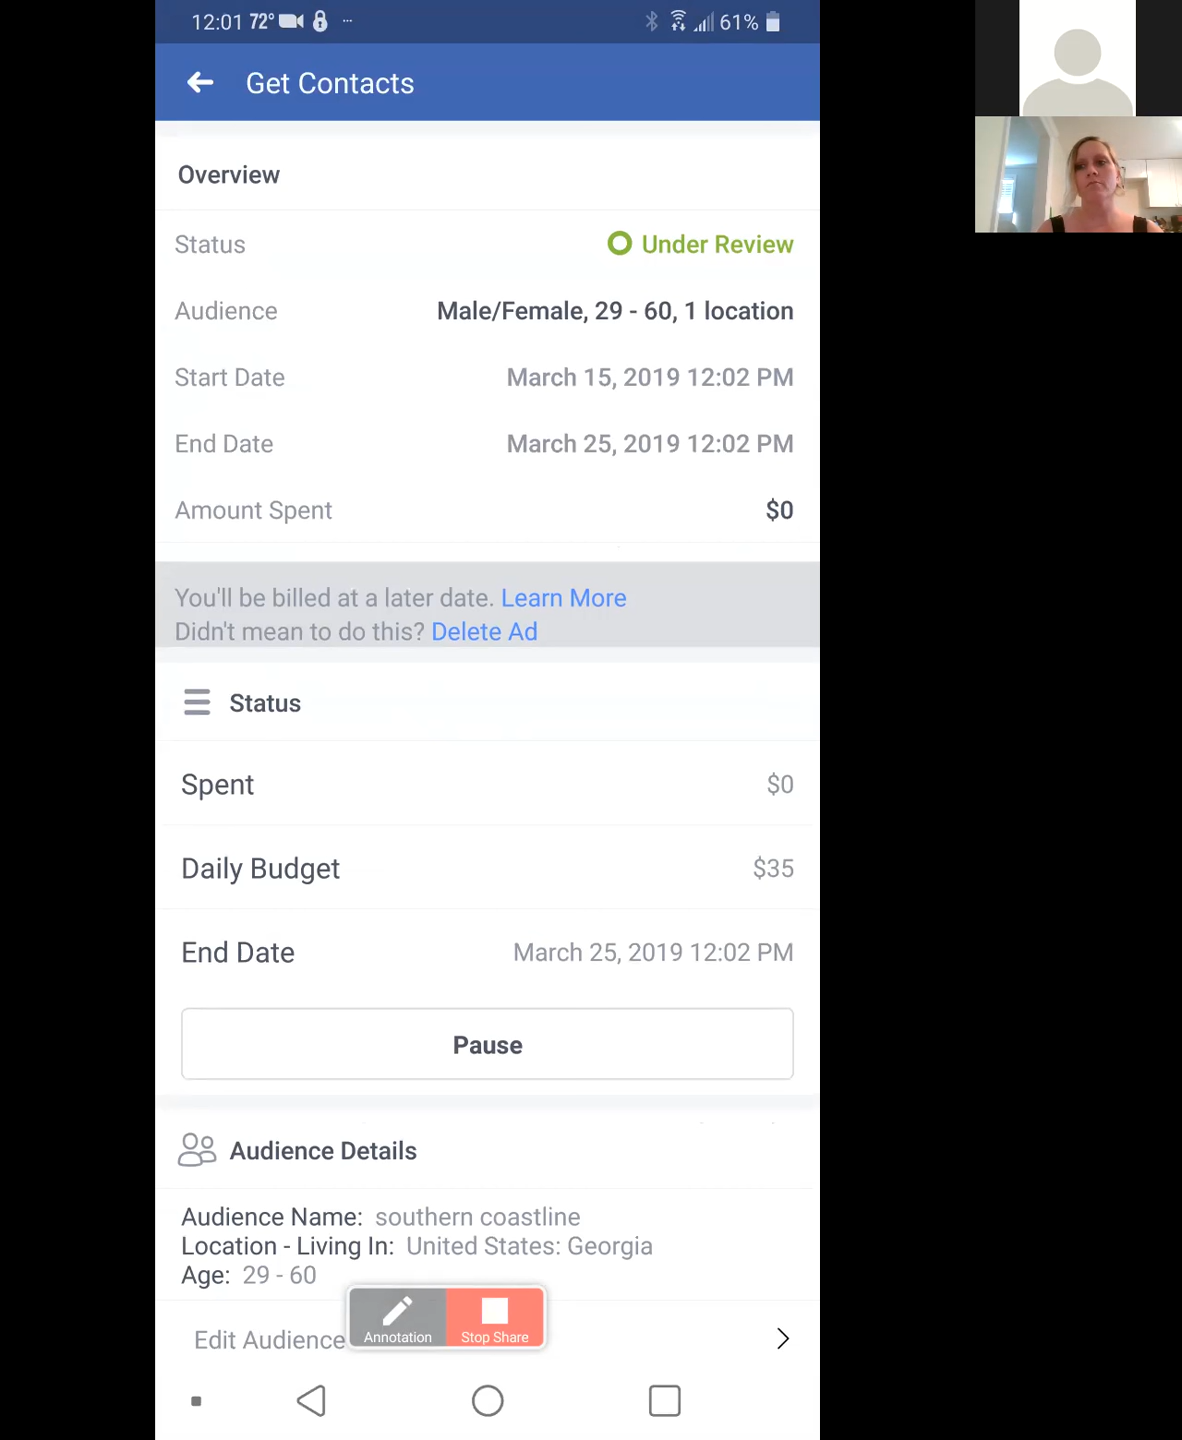 12:01 72° ...
61%
Get Contacts
Overview
Status Under Review
Audience Male/Female, 29 - 60, 1 location
Start Date March 15, 2019 12:02 PM
End Date March 25, 2019 12:02 PM
Amount Spent $0
You'll be billed at a later date. Learn More
Didn't mean to do this? Delete Ad
Status
Spent $0
Daily Budget $35
End Date March 25, 2019 12:02 PM
Pause
Audience Details
Audience Name: southern coastline
Location - Living In: United States: Georgia
Age: 29 - 60
Annotation Stop Share
Edit Audience